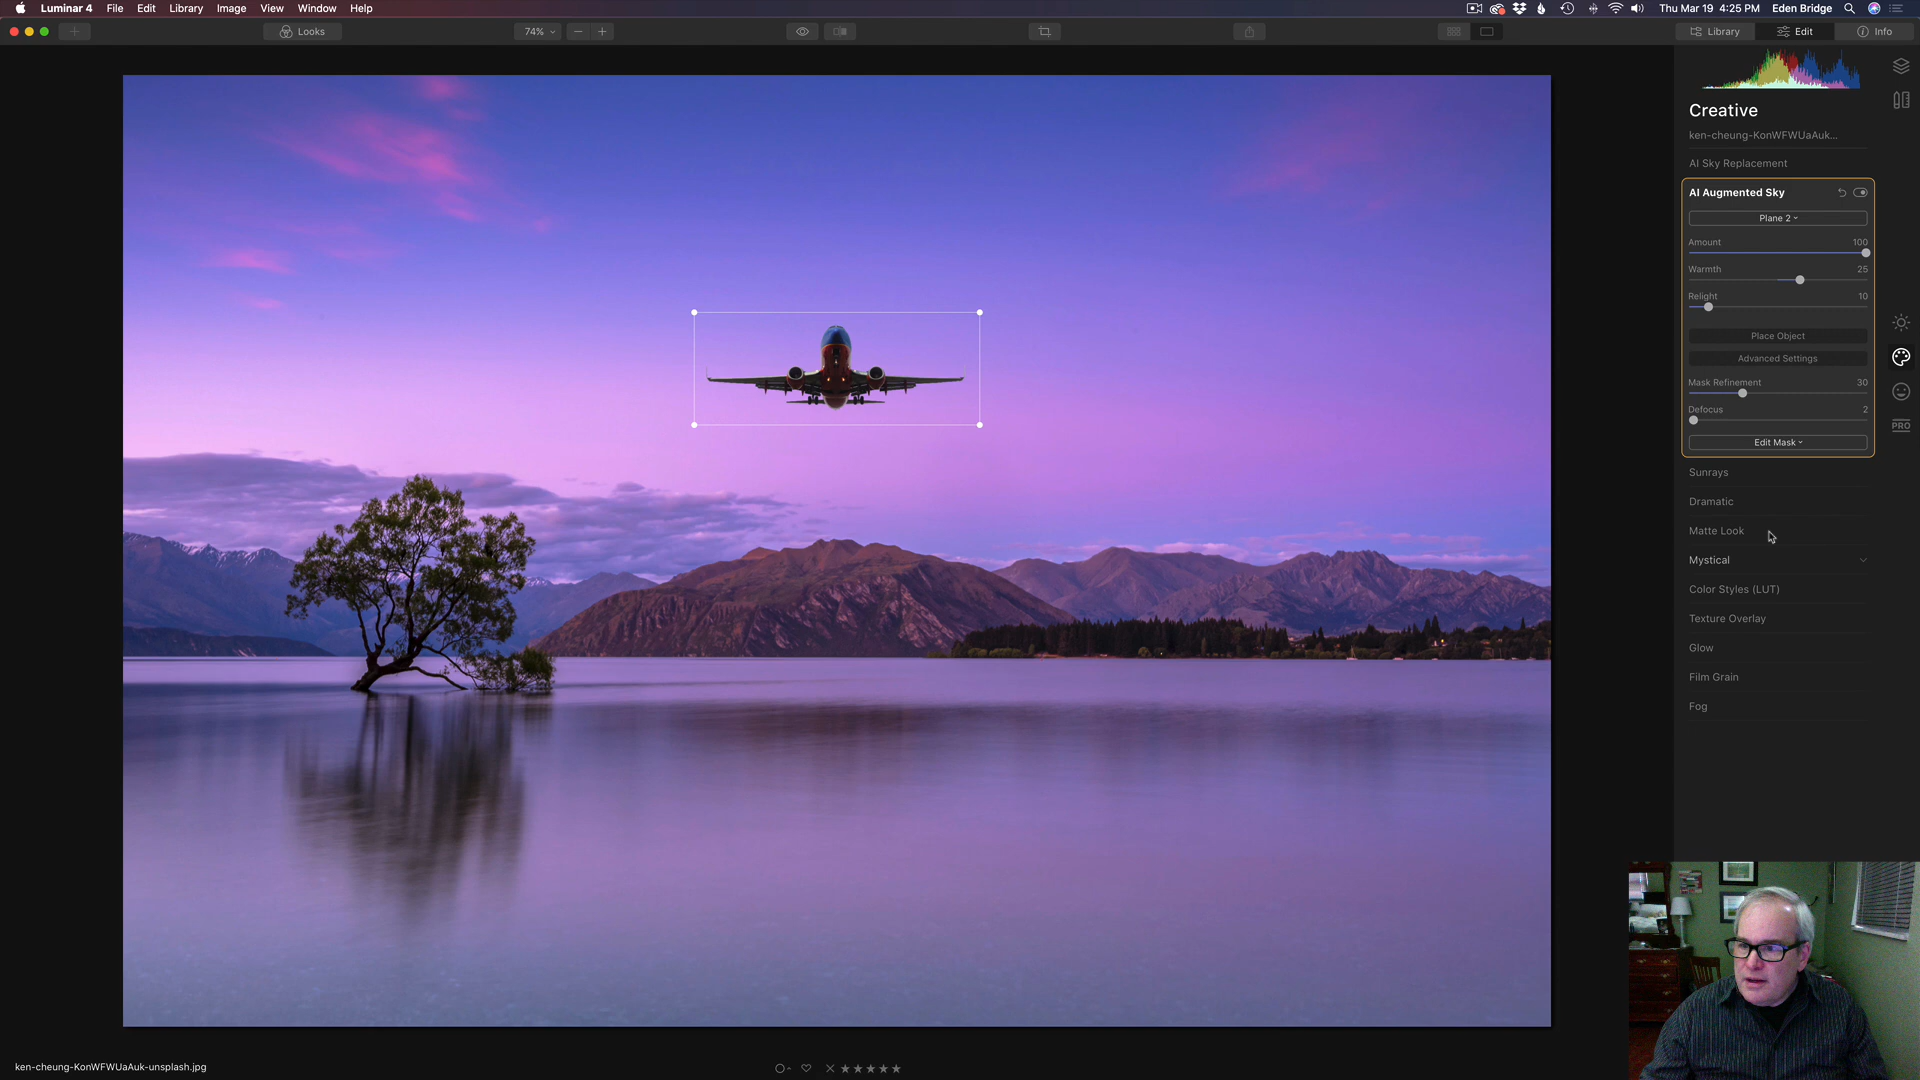 Luminar 4 File Edit Library Image View Window Help Thu Mar 19 4:25 PM Eden Bridge
Looks 74% Library Edit Info
Creative
ken-cheung-KonWFWUaAuk...
AI Sky Replacement
AI Augmented Sky
Plane 2
Amount 100
Warmth 25
Relight 10
Place Object
Advanced Settings
Mask Refinement 30
Defocus 2
Edit Mask
PRO
Sunrays
Dramatic
Matte Look
Mystical
Color Styles (LUT)
Texture Overlay
Glow
Film Grain
Fog
ken-cheung-KonWFWUaAuk-unsplash.jpg